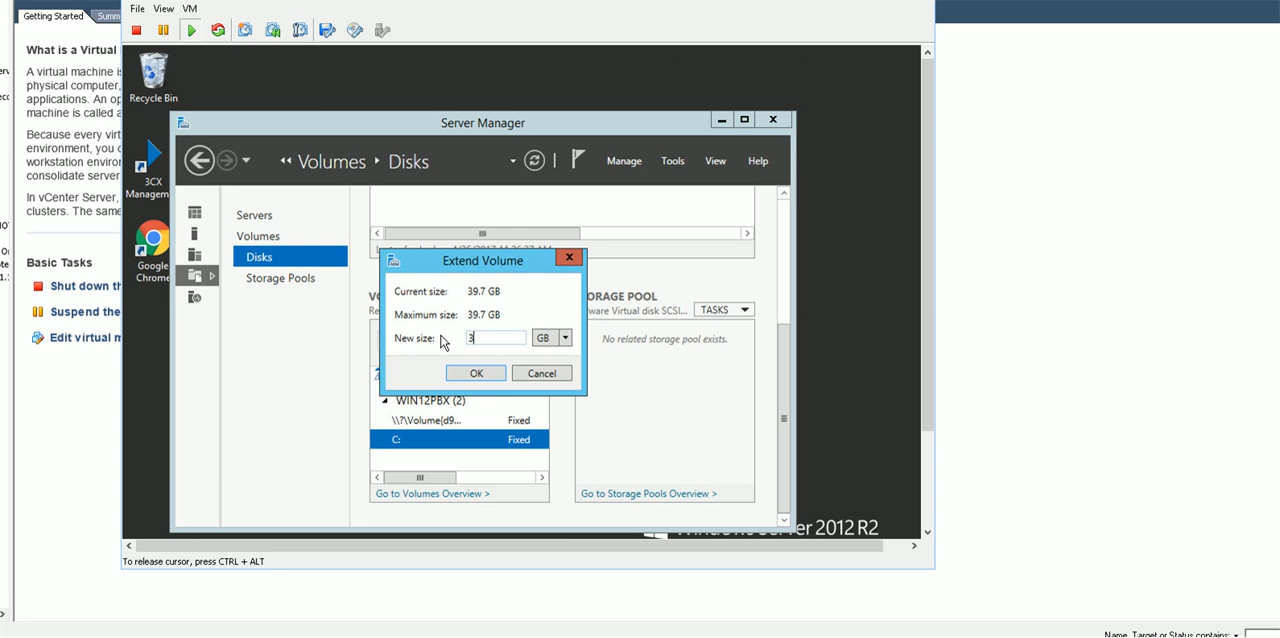 File View VM
Getting Started Summ
What is a Virtual
A virtual machine is
physical computer,
applications. An op
machine is called a
Because every virt
environment, you c
workstation enviro
consolidate server
In vCenter Server,
clusters. The same
Basic Tasks
Shut down th
Suspend the
Edit virtual m
Recycle Bin
3CX
Managem
Google
Chrome
Server Manager
Volumes Disks
Manage Tools View Help
Servers
Volumes
Disks
Storage Pools
Extend Volume
Current size: 39.7 GB
Maximum size: 39.7 GB
New size: 3 GB
OK Cancel
ORAGE POOL
ware Virtual disk SCSI... TASKS
No related storage pool exists.
WIN12PBX (2)
\\?\Volume{d9... Fixed
C: Fixed
Go to Volumes Overview >
Go to Storage Pools Overview >
er 2012 R2
To release cursor, press CTRL + ALT
Name, Target or Status contains: